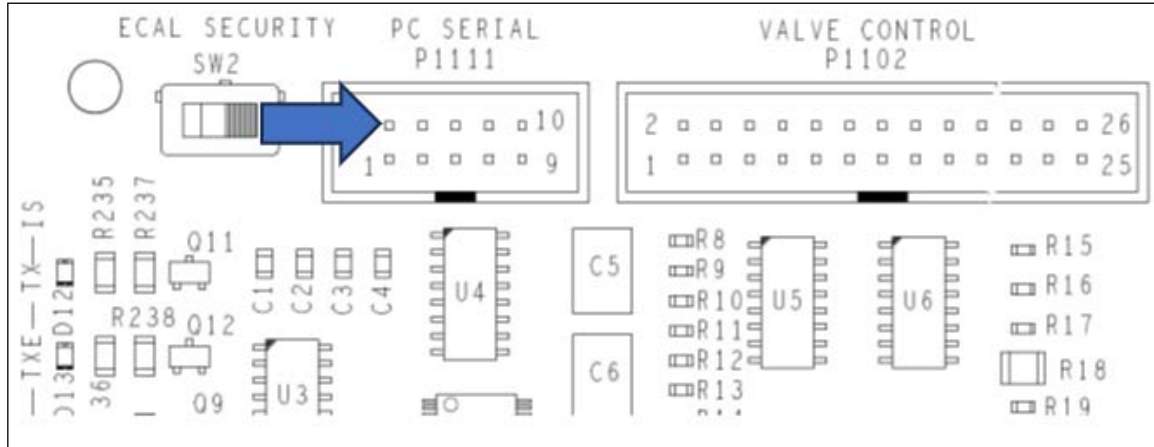 ECAL SECURITY
SW2
PC SERIAL
P1111
10
1
9
VALVE CONTROL
P1102
2
26
1
25
IS
TX
TXE
R235
R237
Q11
D12
R238
Q12
D13
36
Q9
C1
C2
C3
C4
U3
U4
C5
C6
R8
R9
R10
R11
R12
R13
U5
U6
R15
R16
R17
R18
R19